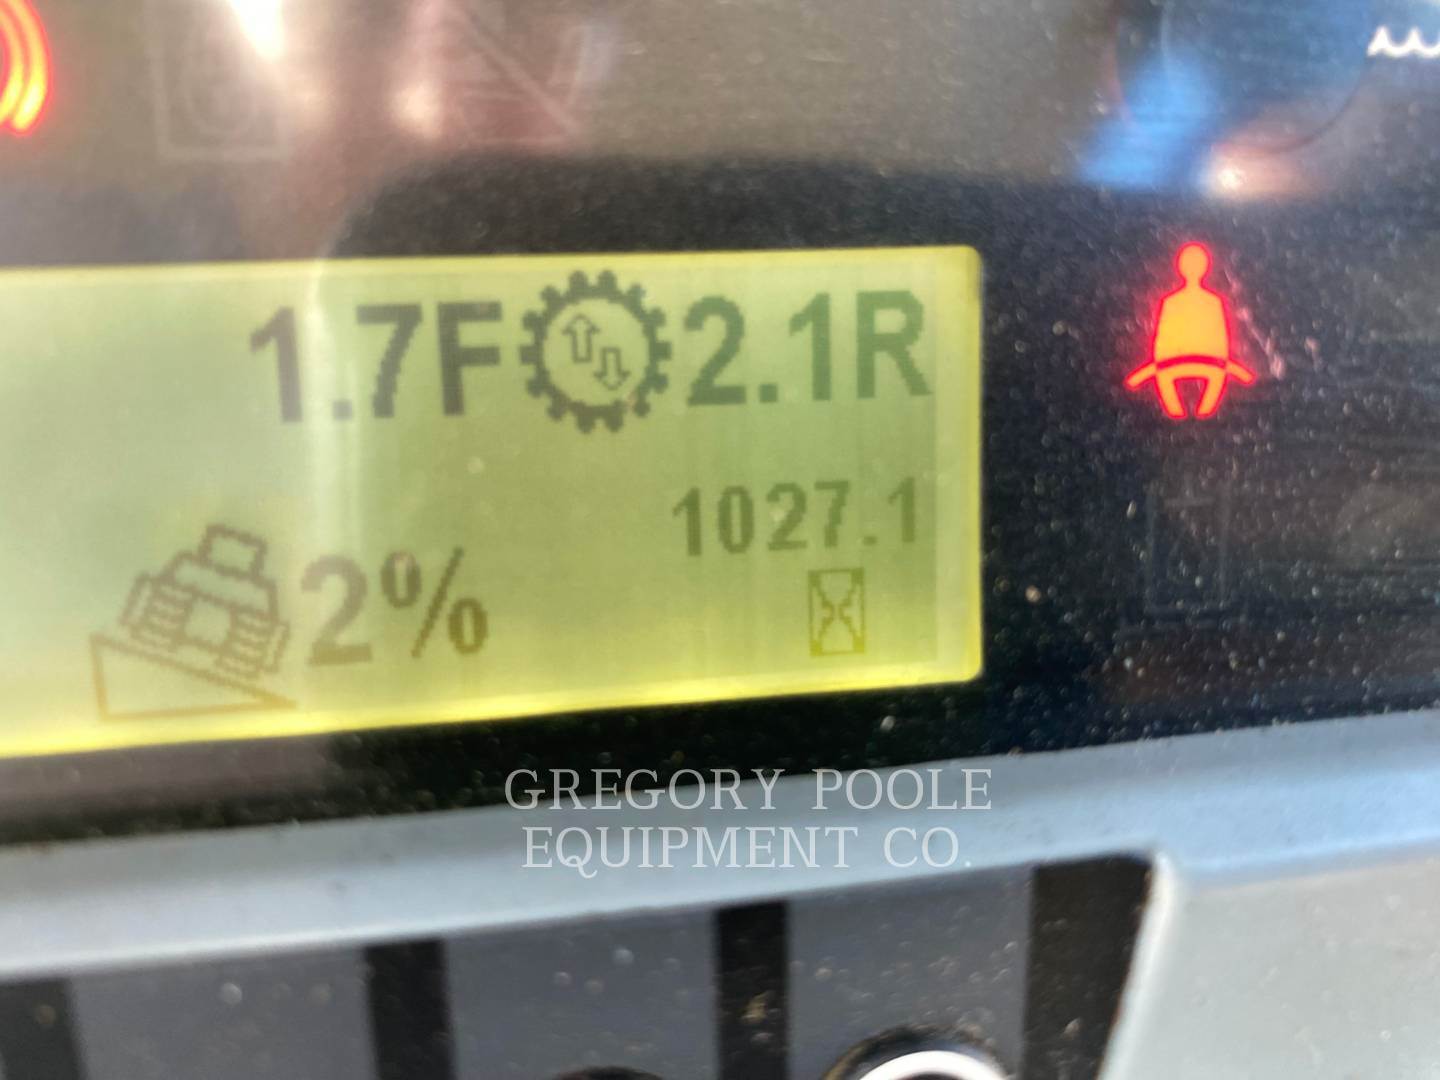 1.7F 2.1R
1027.1
2%
GREGORY POOLE
EQUIPMENT CO.